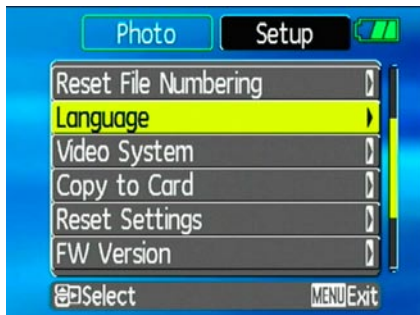 Photo Setup
Reset File Numbering
Language
Video System
Copy to Card
Reset Settings
FW Version
Select MENU Exit